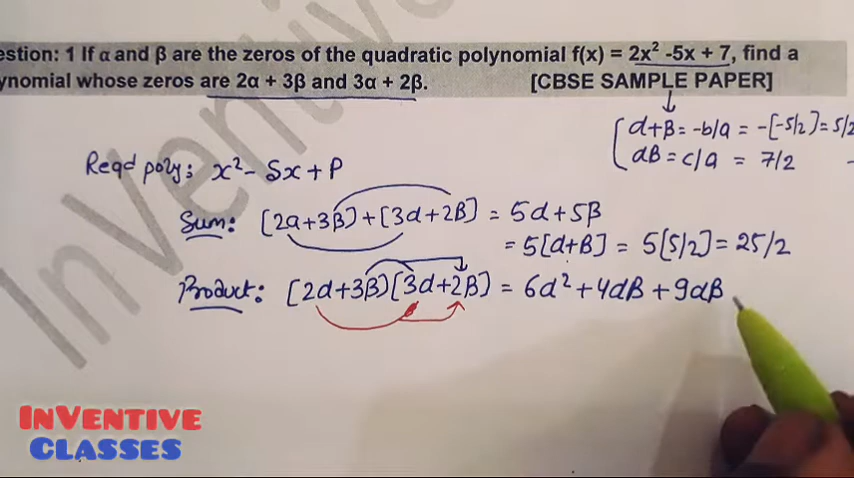 estion: 1 If α and β are the zeros of the quadratic polynomial f(x) = 2x² -5x + 7, find a
ynomial whose zeros are 2α + 3β and 3α + 2β. [CBSE SAMPLE PAPER]
α+β = -b/a = -[-5/2] = 5/2
αβ = c/a = 7/2
Reqd poly: x² - Sx + P
Sum: [2α+3β]+[3α+2β] = 5α+5β
= 5[α+β] = 5[5/2] = 25/2
Product: [2α+3β)[3α+2β] = 6α²+4αβ+9αβ
INVENTIVE
CLASSES
InVentive